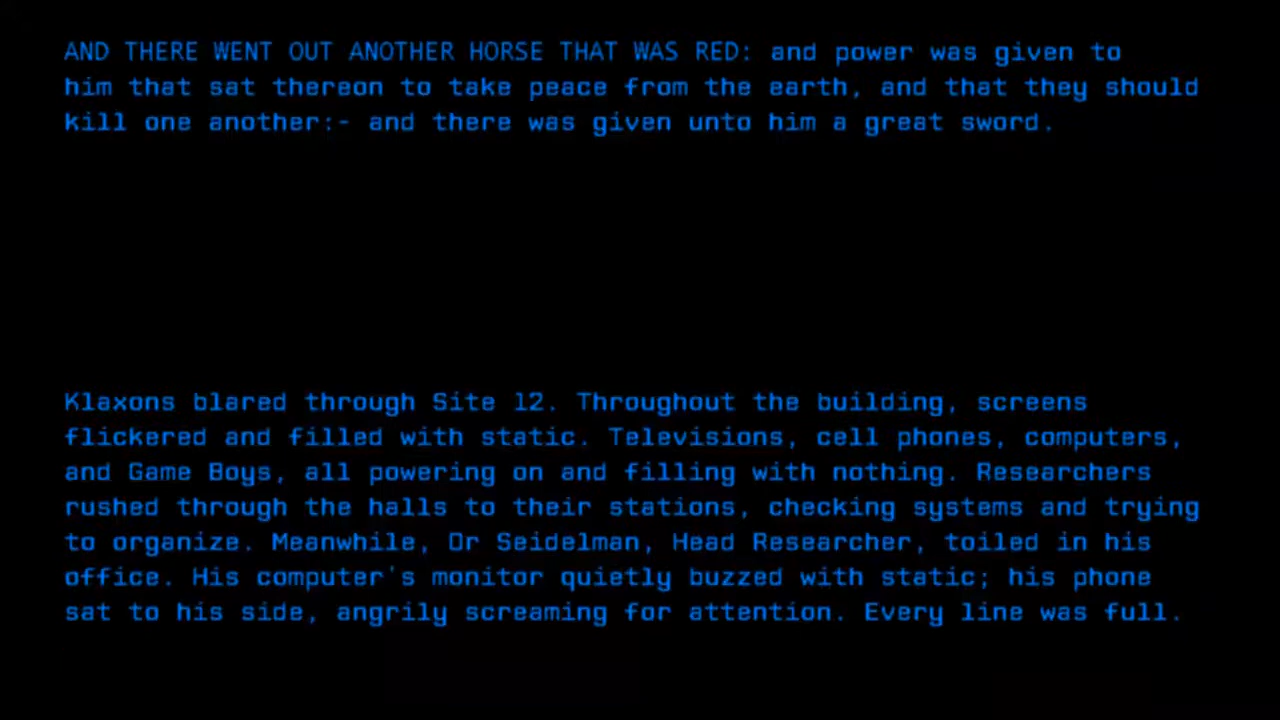 AND THERE WENT OUT ANOTHER HORSE THAT WAS RED: and power was given to
him that sat thereon to take peace from the earth, and that they should
kill one another:- and there was given unto him a great sword.
Klaxons blared through Site 12. Throughout the building, screens
flickered and filled with static. Televisions, cell phones, computers,
and Game Boys, all powering on and filling with nothing. Researchers
rushed through the halls to their stations, checking systems and trying
to organize. Meanwhile, Dr Seidelman, Head Researcher, toiled in his
office. His computer's monitor quietly buzzed with static; his phone
sat to his side, angrily screaming for attention. Every line was full.